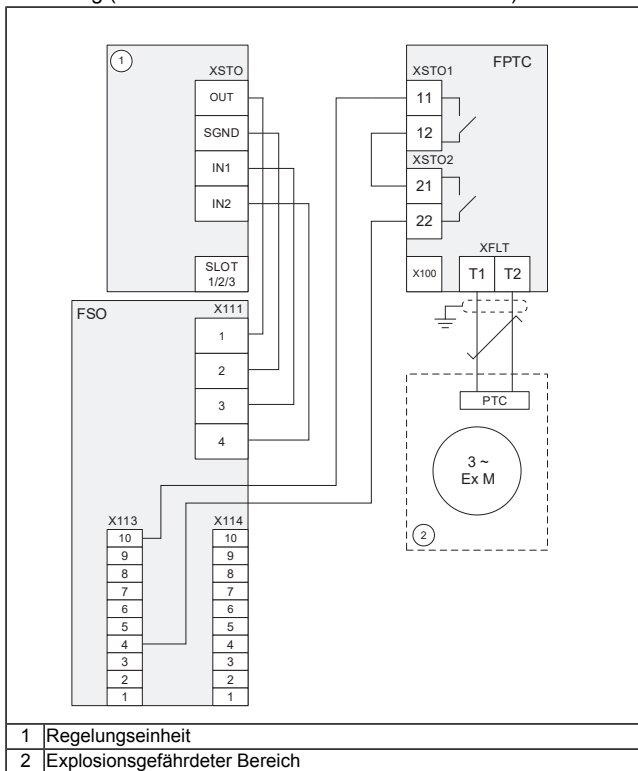 1
XSTO
OUT
SGND
IN1
IN2
SLOT
1/2/3
FSO
X111
1
2
3
4
X113
10
9
8
7
6
5
4
3
2
1
X114
10
9
8
7
6
5
4
3
2
1
FPTC
XSTO1
11
12
XSTO2
21
22
X100
XFLT
T1 T2
PTC
3 ~
Ex M
2
1 Regelungseinheit
2 Explosionsgefährdeter Bereich